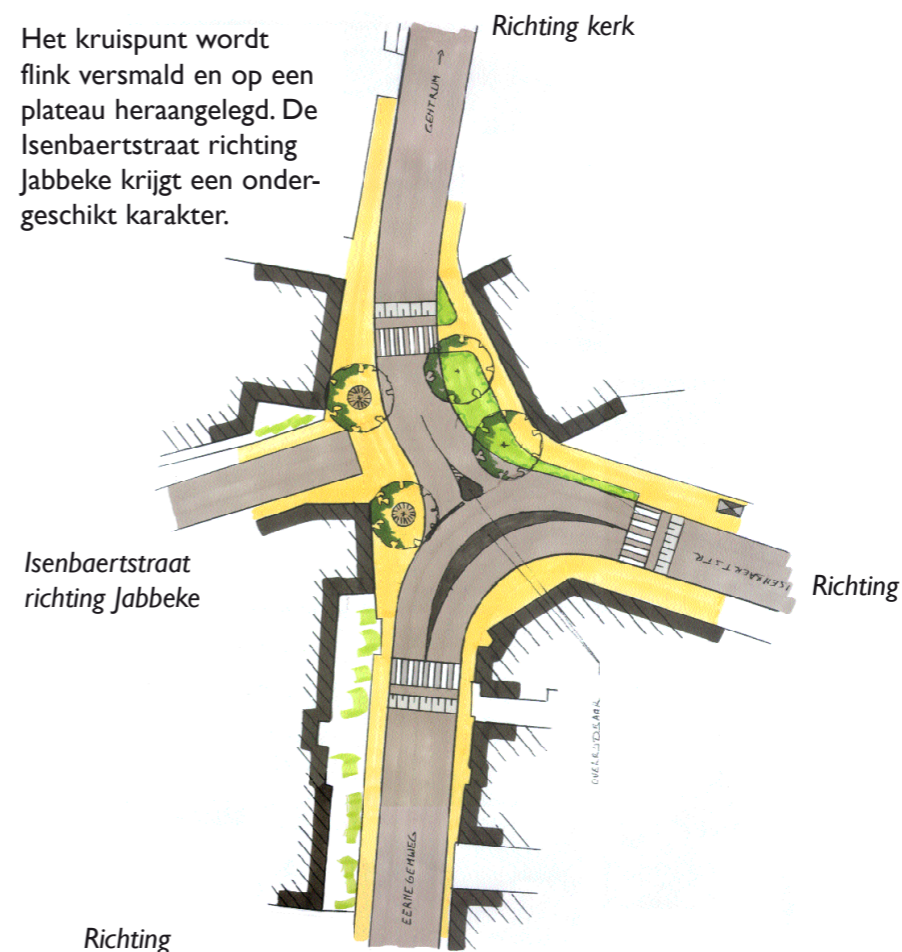 Het kruispunt wordt
flink versmald en op een
plateau heraangelegd. De
Isenbaertstraat richting
Jabbeke krijgt een onder-
geschikt karakter.
Richting kerk
CENTRUM →
Isenbaertstraat
richting Jabbeke
ISENBAERTSTR
Richting
OVERRIJDBAAR
EERNEGEMWEG
Richting